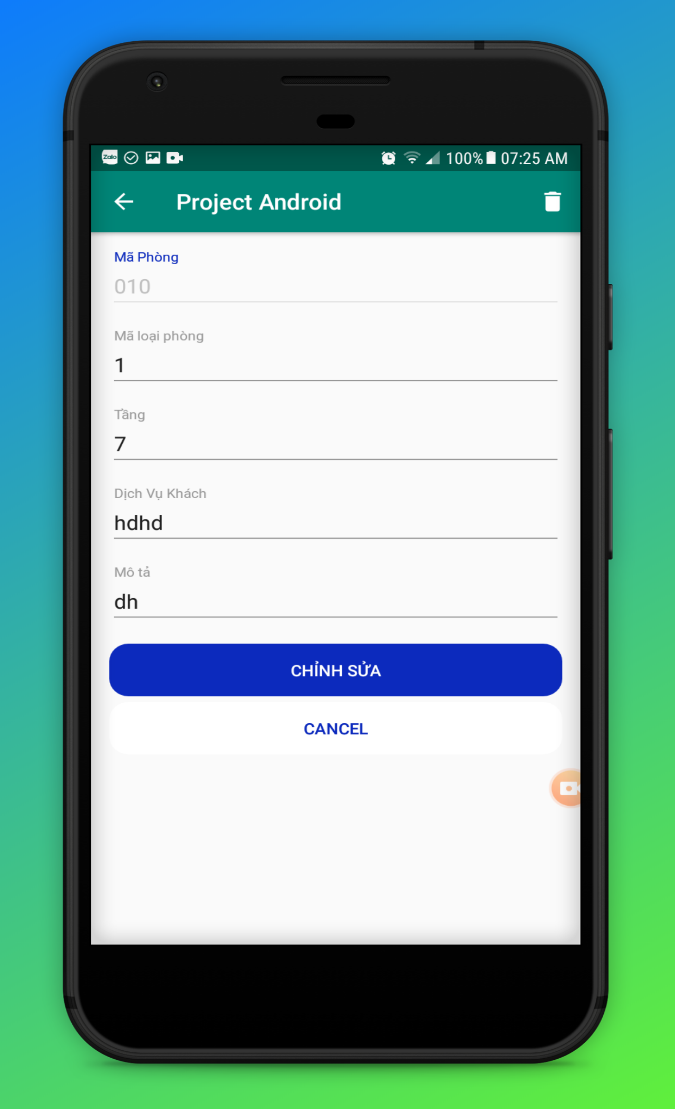 Zalo
100% 07:25 AM
Project Android
Mã Phòng
010
Mã loại phòng
1
Tầng
7
Dịch Vụ Khách
hdhd
Mô tả
dh
CHỈNH SỬA
CANCEL